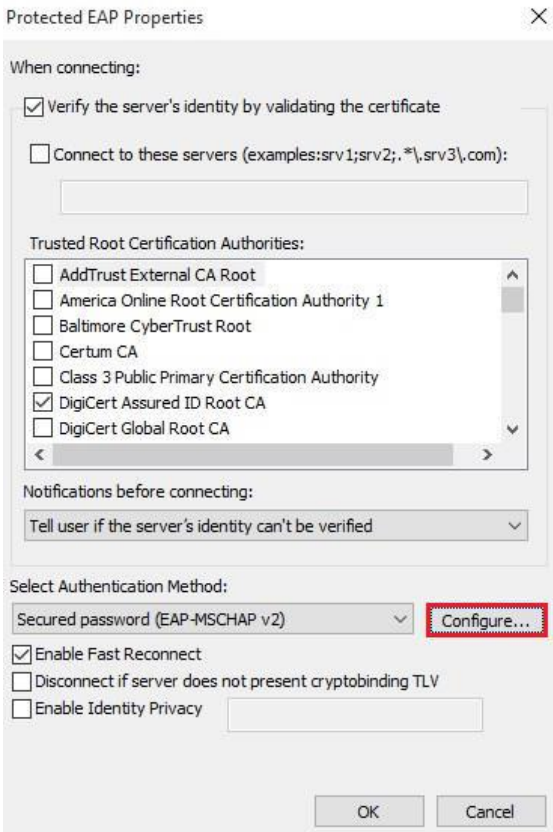 Protected EAP Properties
When connecting:
Verify the server's identity by validating the certificate
Connect to these servers (examples:srv1;srv2;.*\.srv3\.com):
Trusted Root Certification Authorities:
AddTrust External CA Root
America Online Root Certification Authority 1
Baltimore CyberTrust Root
Certum CA
Class 3 Public Primary Certification Authority
DigiCert Assured ID Root CA
DigiCert Global Root CA
Notifications before connecting:
Tell user if the server's identity can't be verified
Select Authentication Method:
Secured password (EAP-MSCHAP v2) Configure...
Enable Fast Reconnect
Disconnect if server does not present cryptobinding TLV
Enable Identity Privacy
OK Cancel